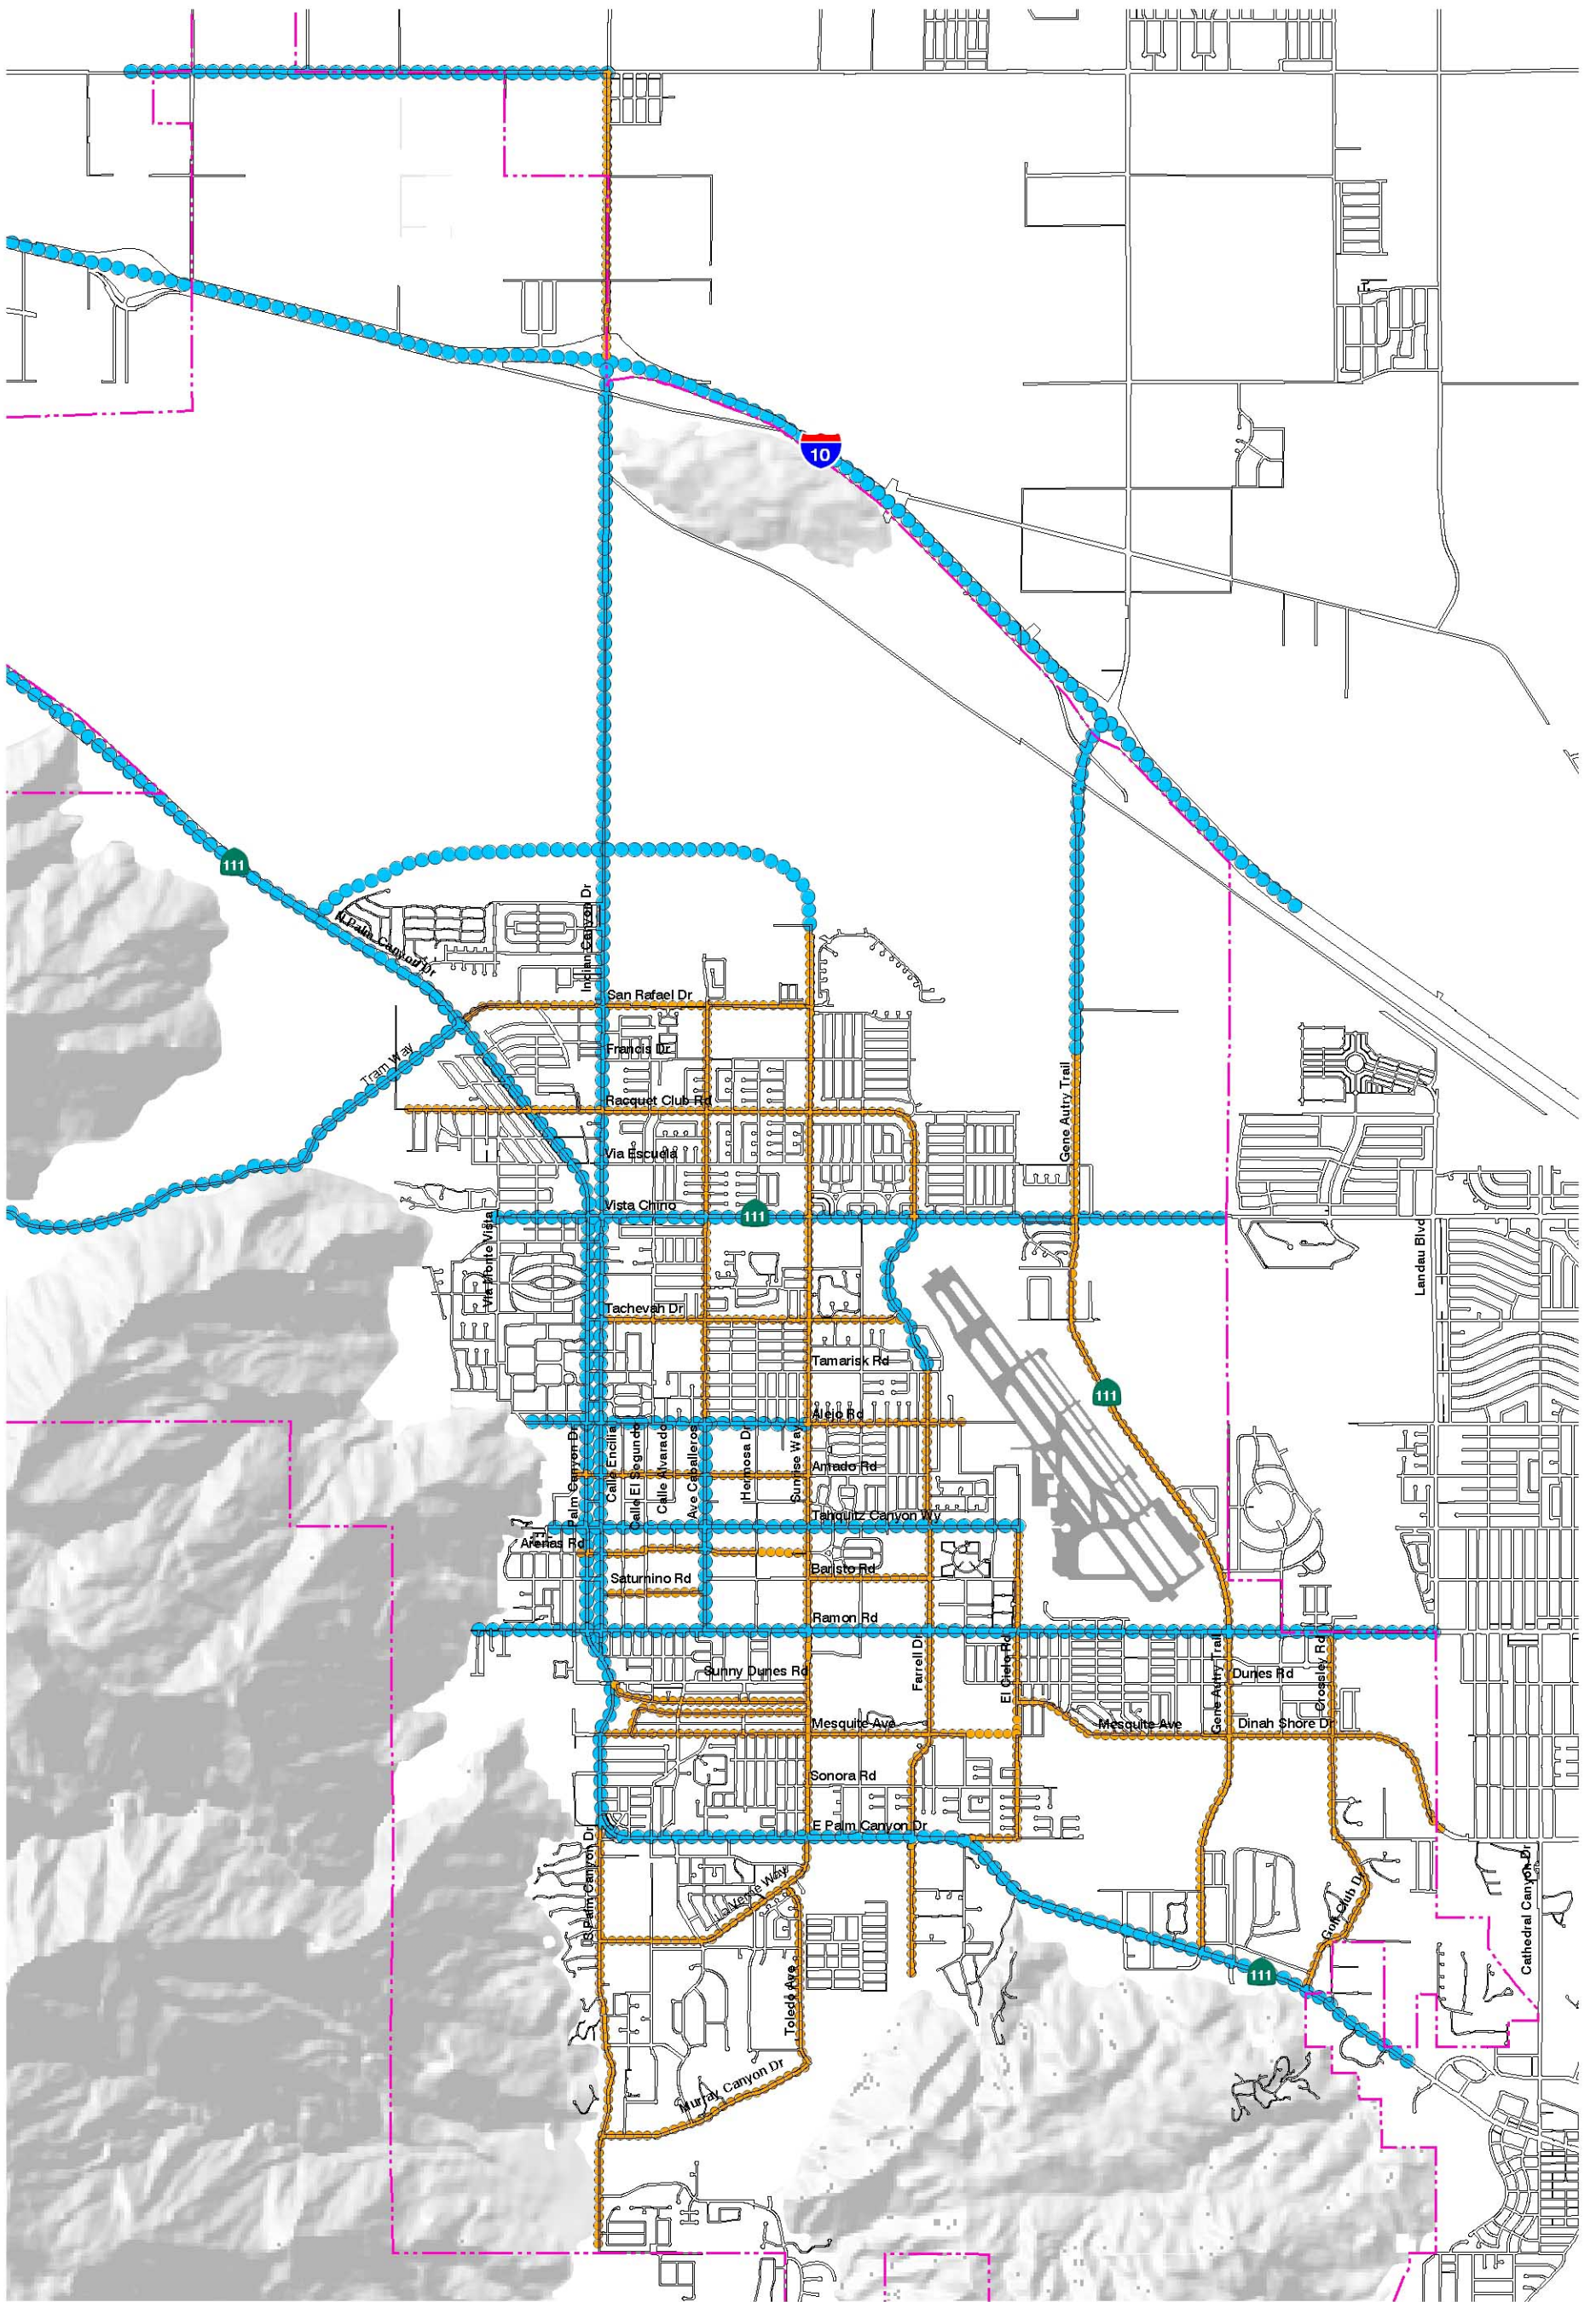 10
111
Indian Canyon Dr
N Palm Canyon Dr
San Rafael Dr
Francis Dr
Tram Way
Gene Autry Trail
Racquet Club Rd
Via Escuela
Vista Chino
111
Via Monte Vista
Landau Blvd
Tachevah Dr
Tamarisk Rd
111
Alejo Rd
Palm Canyon Dr
Calle Encilia
Calle El Segundo
Calle Alvarado
Ave Caballeros
Hermosa Dr
Sunrise Way
Amado Rd
Tahquitz Canyon Wy
Arenas Rd
Baristo Rd
Saturnino Rd
Ramon Rd
Sunny Dunes Rd
Farrell Dr
El Cielo Rd
Gene Autry Trail
Dunes Rd
Crossley Rd
Mesquite Ave
Mesquite Ave
Dinah Shore Dr
Sonora Rd
E Palm Canyon Dr
S Palm Canyon Dr
LaVerne Way
Golf Club Dr
Cathedral Canyon Dr
111
Toledo Ave
Murray Canyon Dr